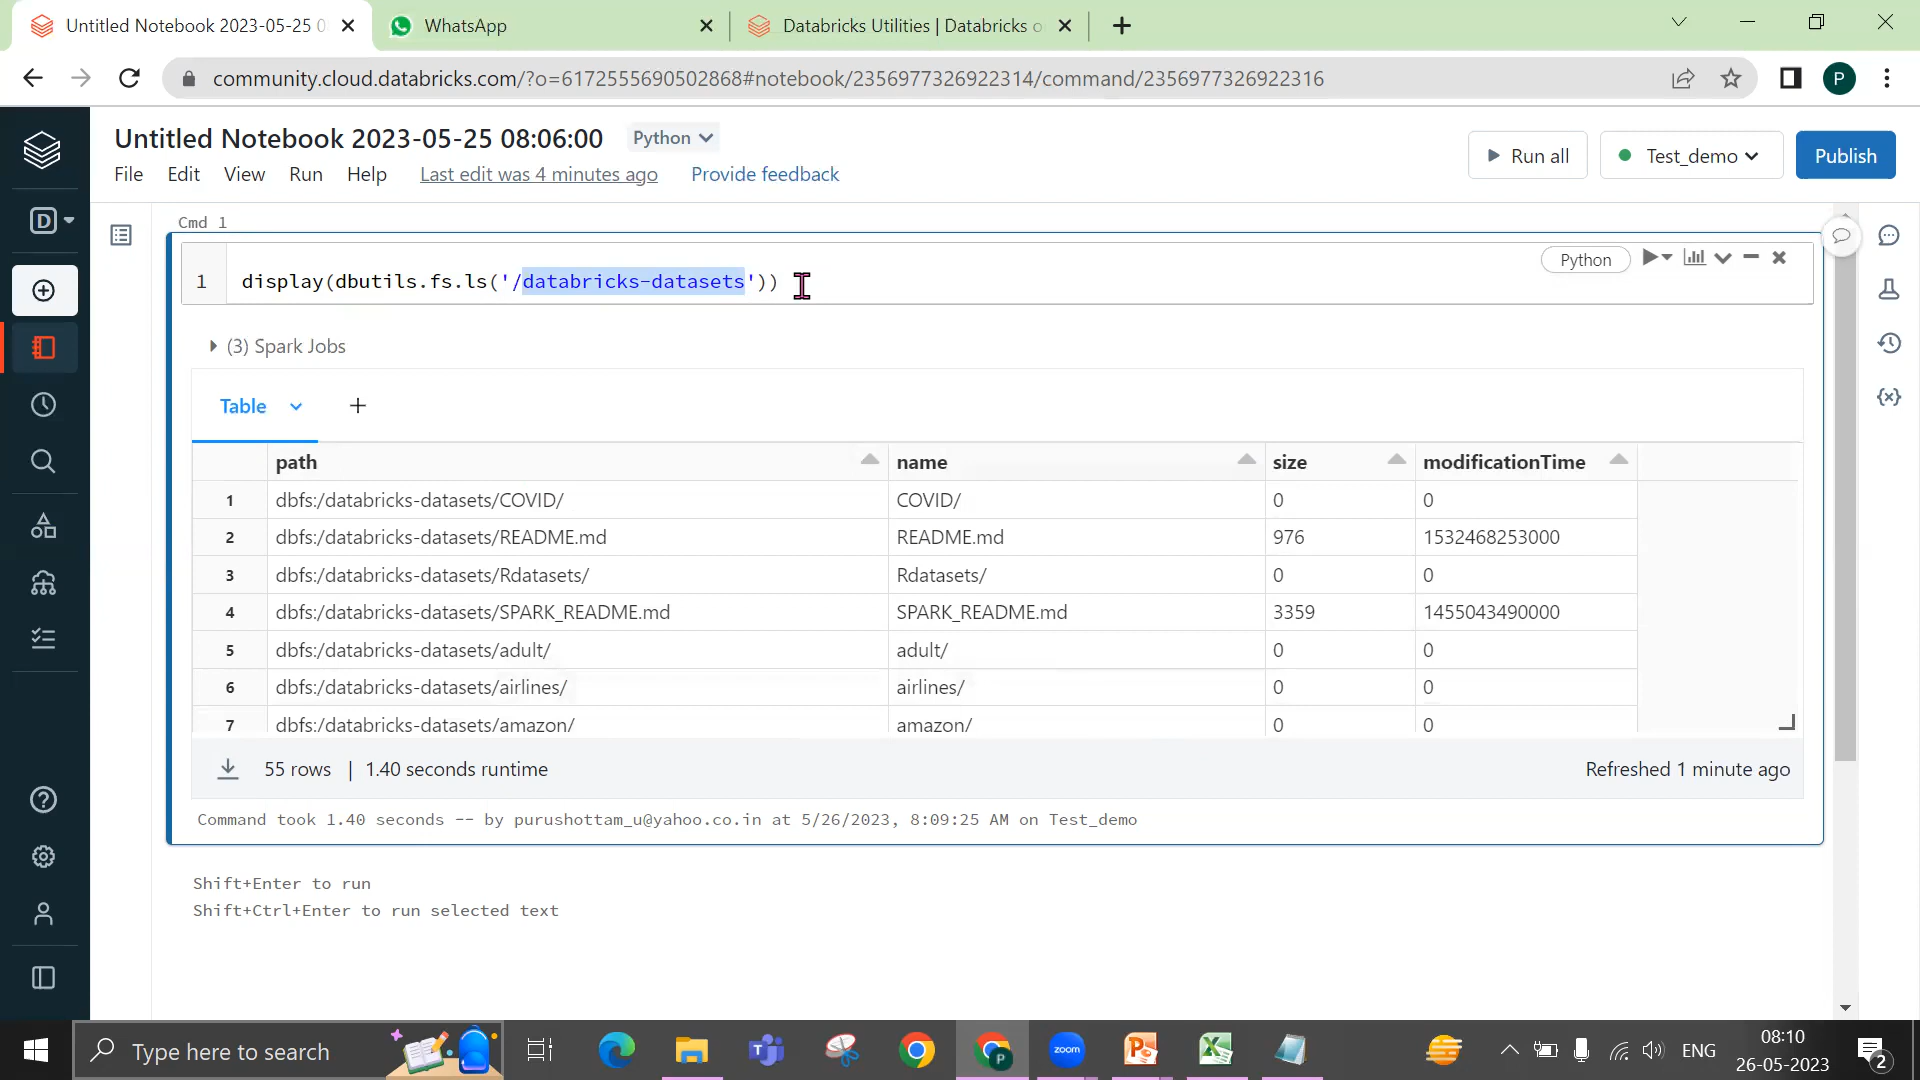 Untitled Notebook 2023-05-25 0
WhatsApp
Databricks Utilities | Databricks o
community.cloud.databricks.com/?o=6172555690502868#notebook/2356977326922314/command/2356977326922316
P
Untitled Notebook 2023-05-25 08:06:00
Python
File Edit View Run Help Last edit was 4 minutes ago Provide feedback
Run all
Test_demo
Publish
D
Cmd 1
1 display(dbutils.fs.ls('/databricks-datasets'))
Python
(3) Spark Jobs
Table
path name size modificationTime
1 dbfs:/databricks-datasets/COVID/ COVID/ 0 0
2 dbfs:/databricks-datasets/README.md README.md 976 1532468253000
3 dbfs:/databricks-datasets/Rdatasets/ Rdatasets/ 0 0
4 dbfs:/databricks-datasets/SPARK_README.md SPARK_README.md 3359 1455043490000
5 dbfs:/databricks-datasets/adult/ adult/ 0 0
6 dbfs:/databricks-datasets/airlines/ airlines/ 0 0
7 dbfs:/databricks-datasets/amazon/ amazon/ 0 0
55 rows | 1.40 seconds runtime
Refreshed 1 minute ago
Command took 1.40 seconds -- by purushottam_u@yahoo.co.in at 5/26/2023, 8:09:25 AM on Test_demo
Shift+Enter to run
Shift+Ctrl+Enter to run selected text
Type here to search
zoom
ENG
08:10
26-05-2023
2